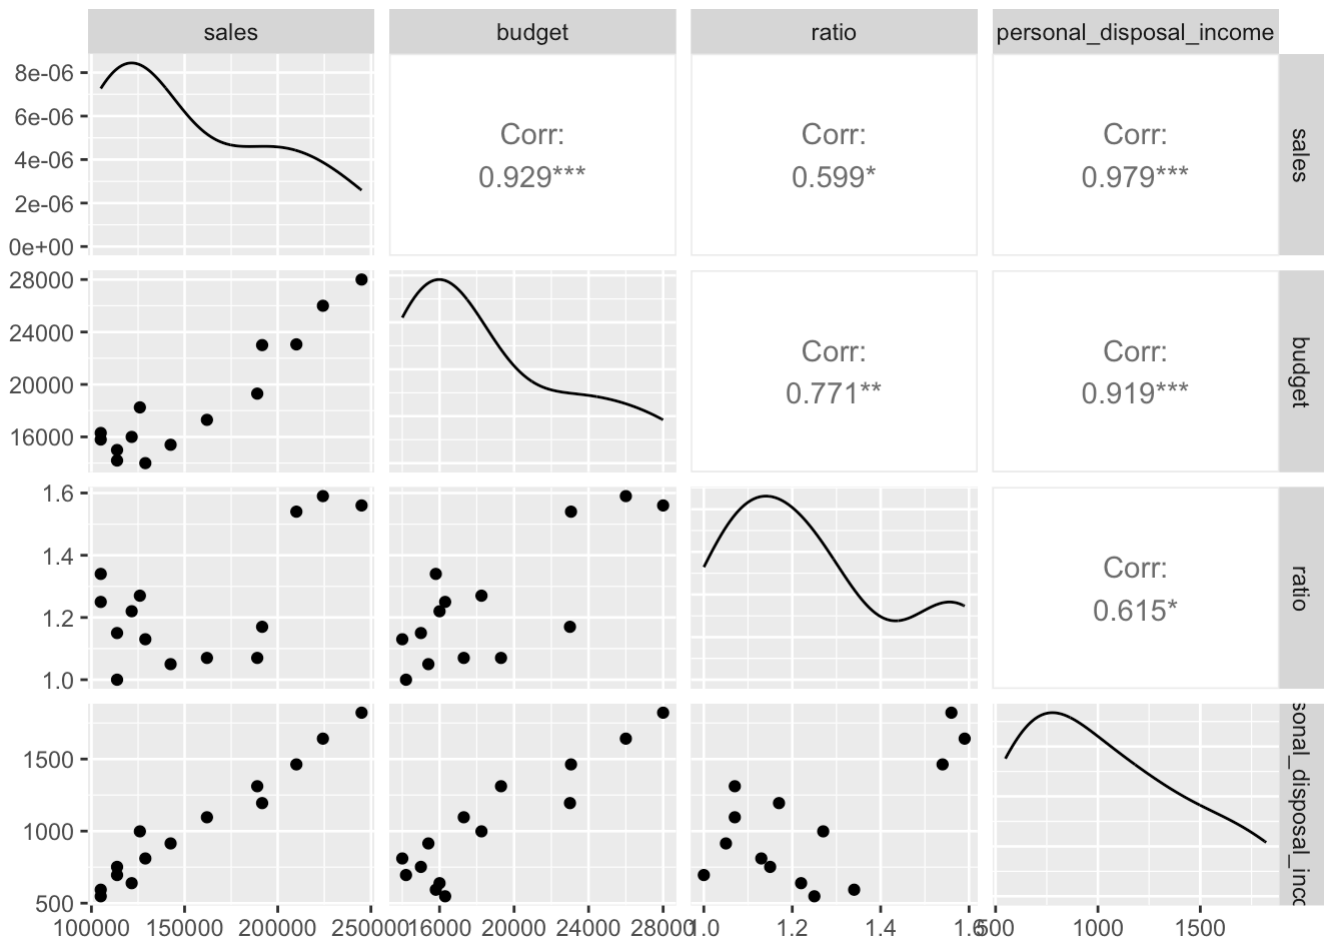 sales budget ratio personal_disposal_income
8e-06
6e-06
4e-06
2e-06
0e+00
Corr:
0.929***
Corr:
0.599*
Corr:
0.979***
sales
28000
24000
20000
16000
Corr:
0.771**
Corr:
0.919***
budget
1.6
1.4
1.2
1.0
Corr:
0.615*
ratio
1500
1000
500
sonal_disposal_inco
100000 150000 200000 250000 16000 20000 24000 28000 1.0 1.2 1.4 1.6 500 1000 1500